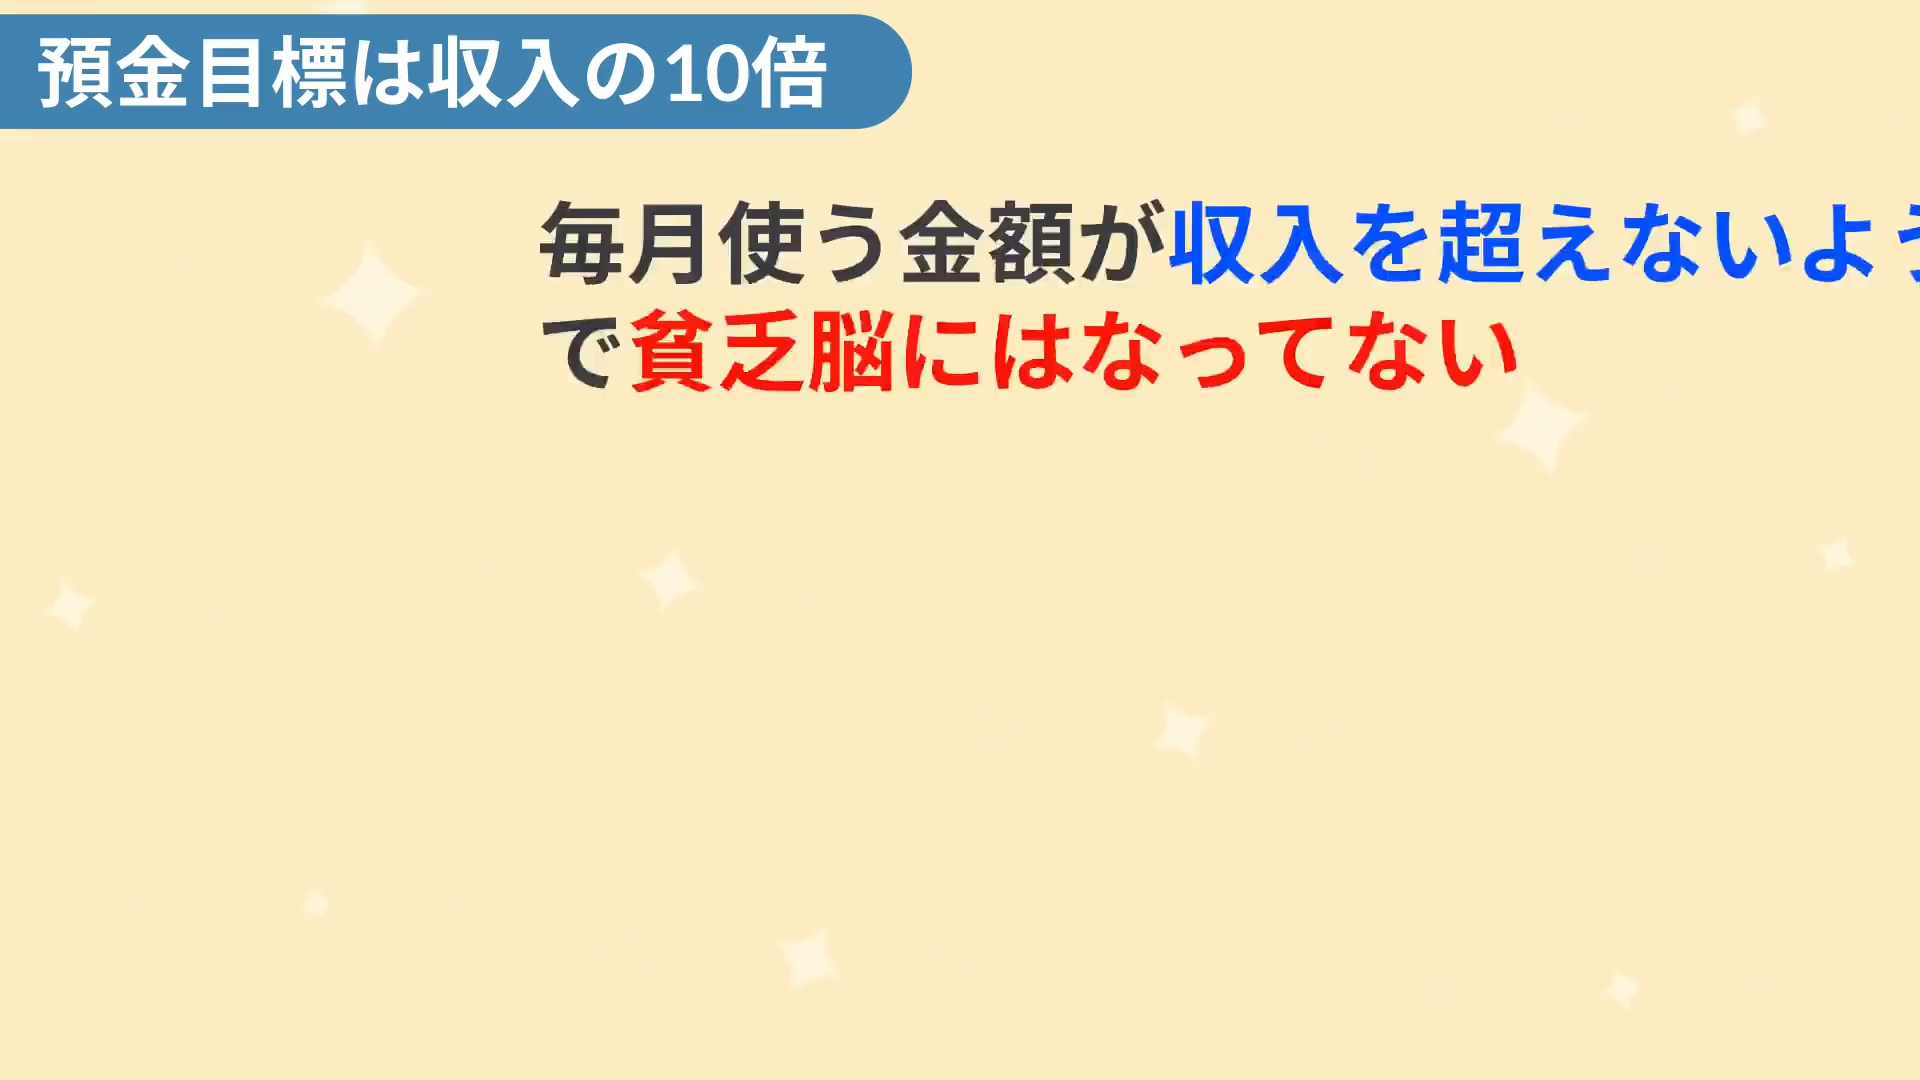 預金目標は収入の10倍
毎月使う金額が収入を超えないよう
で貧乏脳にはなってない